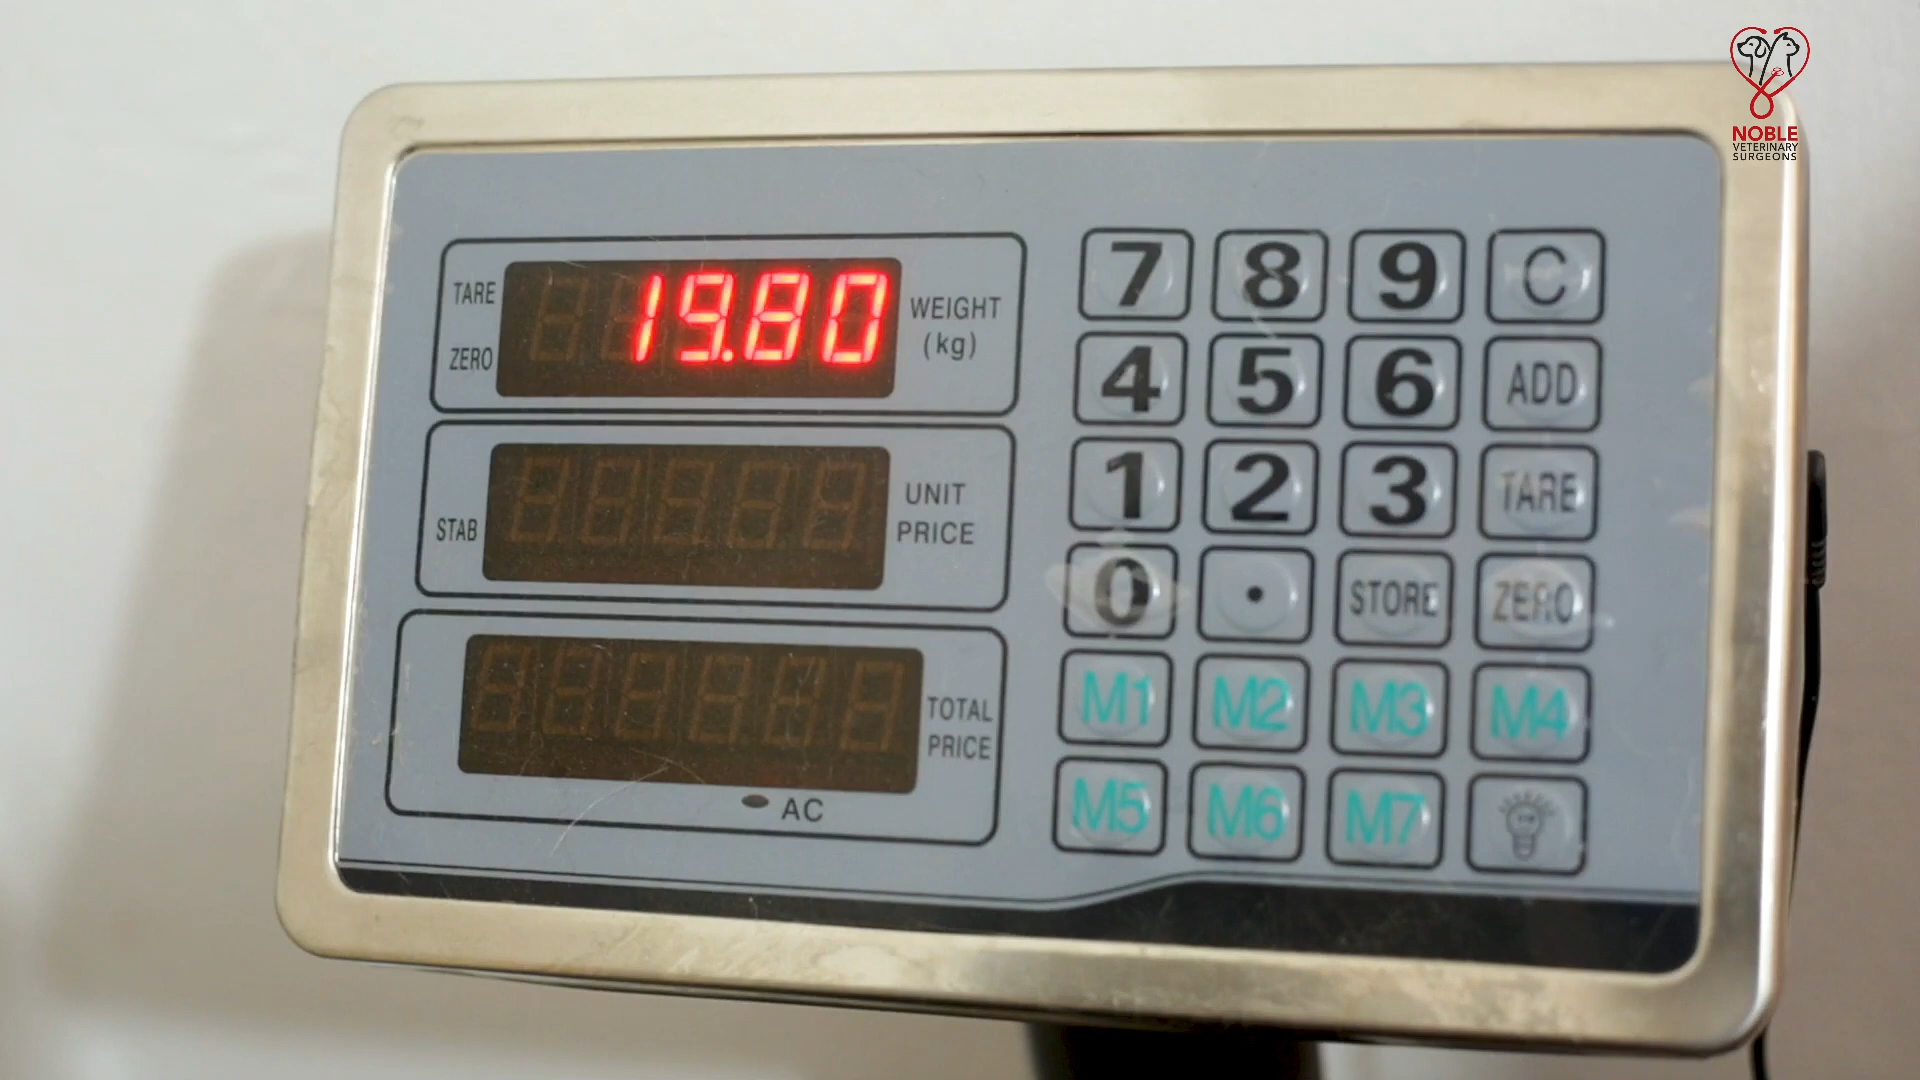 NOBLE
VETERINARY
SURGEONS
TARE
ZERO
19.80
WEIGHT
(kg)
STAB
UNIT
PRICE
TOTAL
PRICE
AC
7 8 9 C
4 5 6 ADD
1 2 3 TARE
0 . STORE ZERO
M1 M2 M3 M4
M5 M6 M7